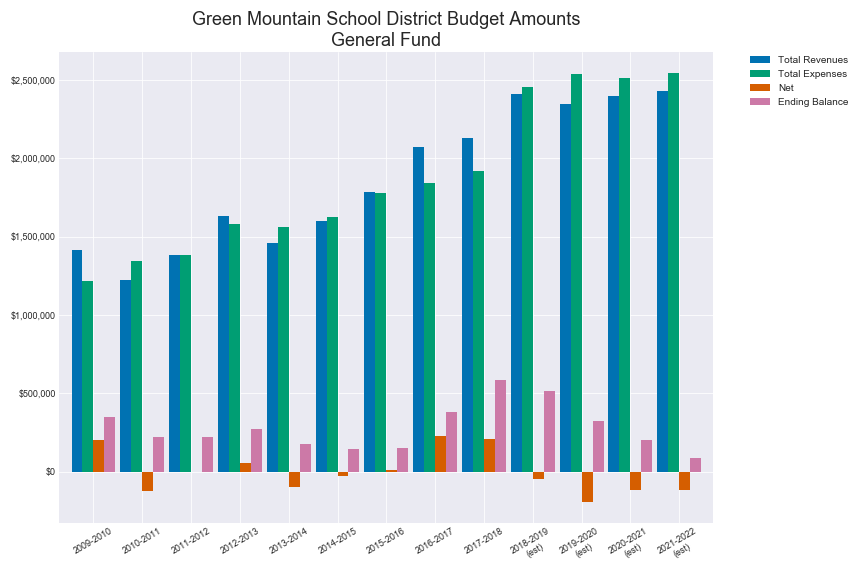 Green Mountain School District Budget Amounts
General Fund
Total Revenues
Total Expenses
Net
Ending Balance
$2,500,000
$2,000,000
$1,500,000
$1,000,000
$500,000
$0
2009-2010
2010-2011
2011-2012
2012-2013
2013-2014
2014-2015
2015-2016
2016-2017
2017-2018
2018-2019
(est)
2019-2020
(est)
2020-2021
(est)
2021-2022
(est)